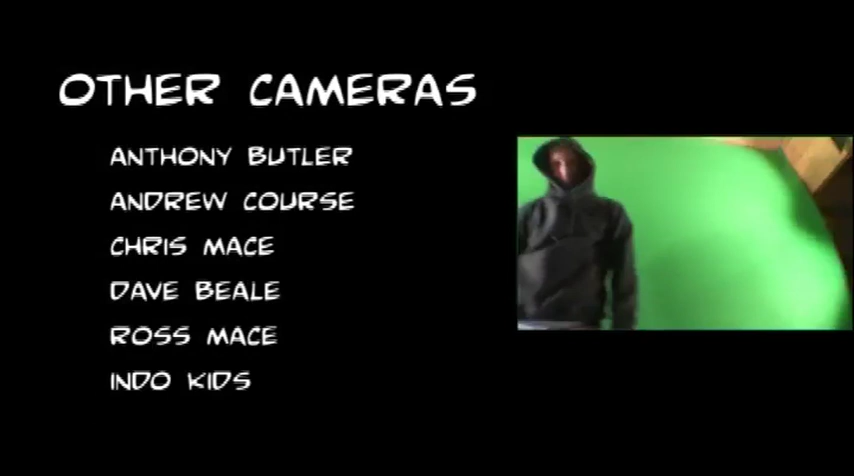 OTHER CAMERAS
ANTHONY BUTLER
ANDREW COURSE
CHRIS MACE
DAVE BEALE
ROSS MACE
INDO KIDS